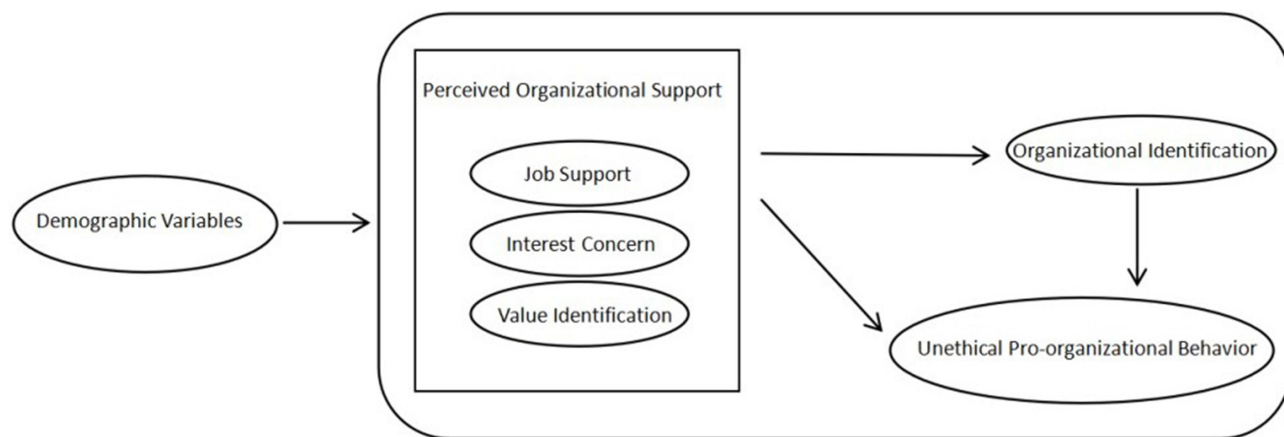 Demographic Variables
Perceived Organizational Support
Job Support
Interest Concern
Value Identification
Organizational Identification
Unethical Pro-organizational Behavior